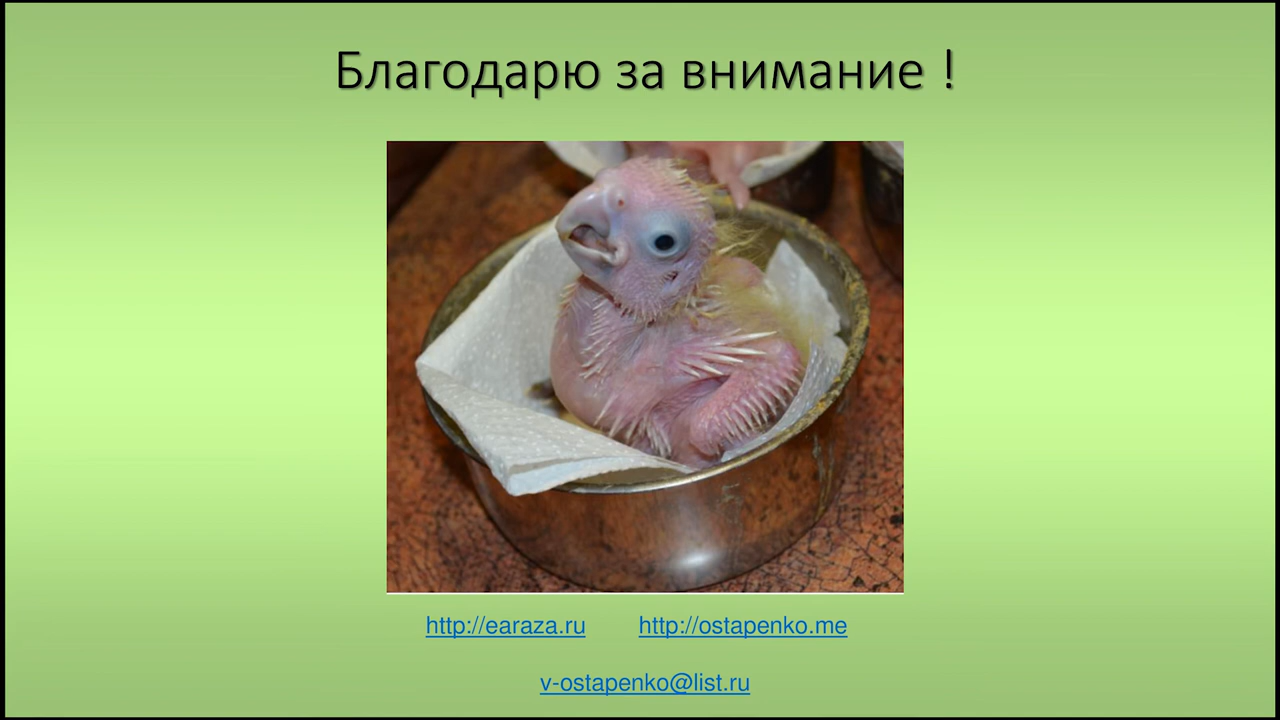 Благодарю за внимание !
http://earaza.ru http://ostapenko.me
v-ostapenko@list.ru